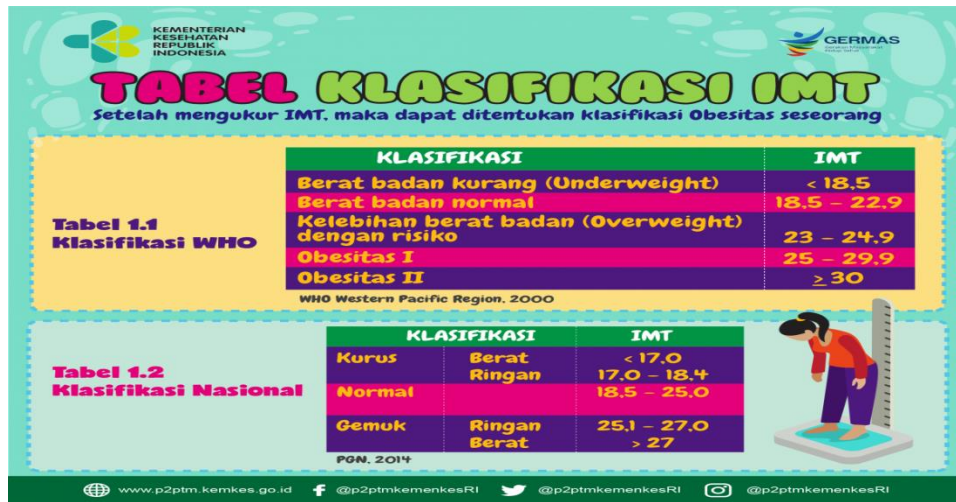 KEMENTERIAN
KESEHATAN
REPUBLIK
INDONESIA
GERMAS
TABEL KLASIFIKASI IMT
Setelah mengukur IMT, maka dapat ditentukan klasifikasi Obesitas seseorang
Tabel 1.1
Klasifikasi WHO
KLASIFIKASI IMT
Berat badan kurang (Underweight) < 18,5
Berat badan normal 18,5 – 22,9
Kelebihan berat badan (Overweight)
dengan risiko 23 – 24,9
Obesitas I 25 – 29,9
Obesitas II ≥ 30
WHO Western Pacific Region, 2000
Tabel 1.2
Klasifikasi Nasional
KLASIFIKASI IMT
Kurus Berat < 17,0
Ringan 17,0 – 18,4
Normal 18,5 – 25,0
Gemuk Ringan 25,1 – 27,0
Berat > 27
PGN, 2014
www.p2ptm.kemkes.go.id @p2ptmkemenkesRI @p2ptmkemenkesRI @p2ptmkemenkesRI